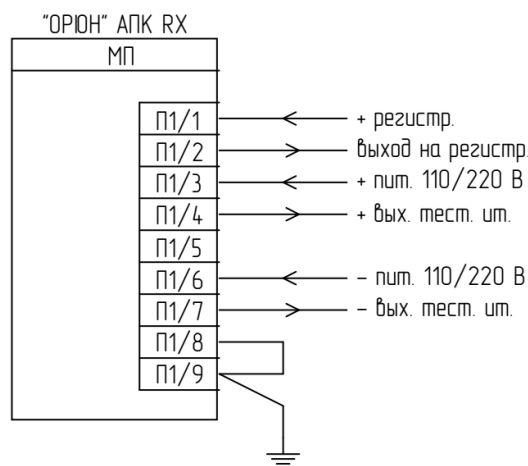 "ОРІОН" АПК RX
МП
П1/1 + регистр.
П1/2 выход на регистр.
П1/3 + пит. 110/220 В
П1/4 + вых. тест. ит.
П1/5
П1/6 – пит. 110/220 В
П1/7 – вых. тест. ит.
П1/8
П1/9